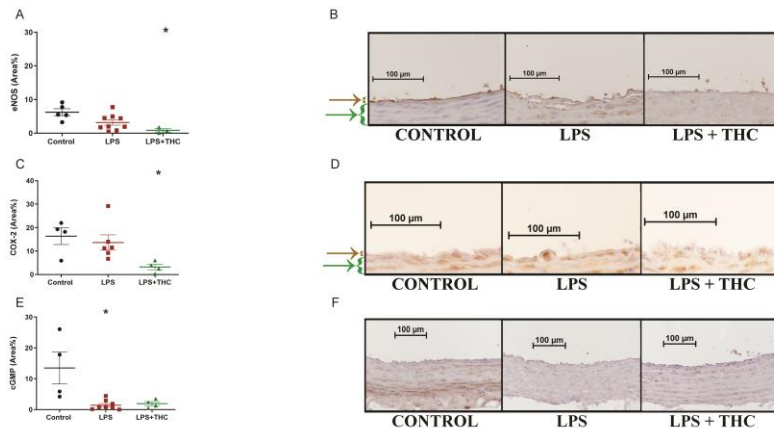 A
*
eNOS (Area%)
30
20
10
0
Control LPS LPS+THC
B
100 µm 100 µm 100 µm
CONTROL LPS LPS + THC
C
*
COX-2 (Area%)
40
30
20
10
0
Control LPS LPS+THC
D
100 µm 100 µm 100 µm
CONTROL LPS LPS + THC
E
*
cGMP (Area%)
30
20
10
0
Control LPS LPS+THC
F
100 µm 100 µm 100 µm
CONTROL LPS LPS + THC